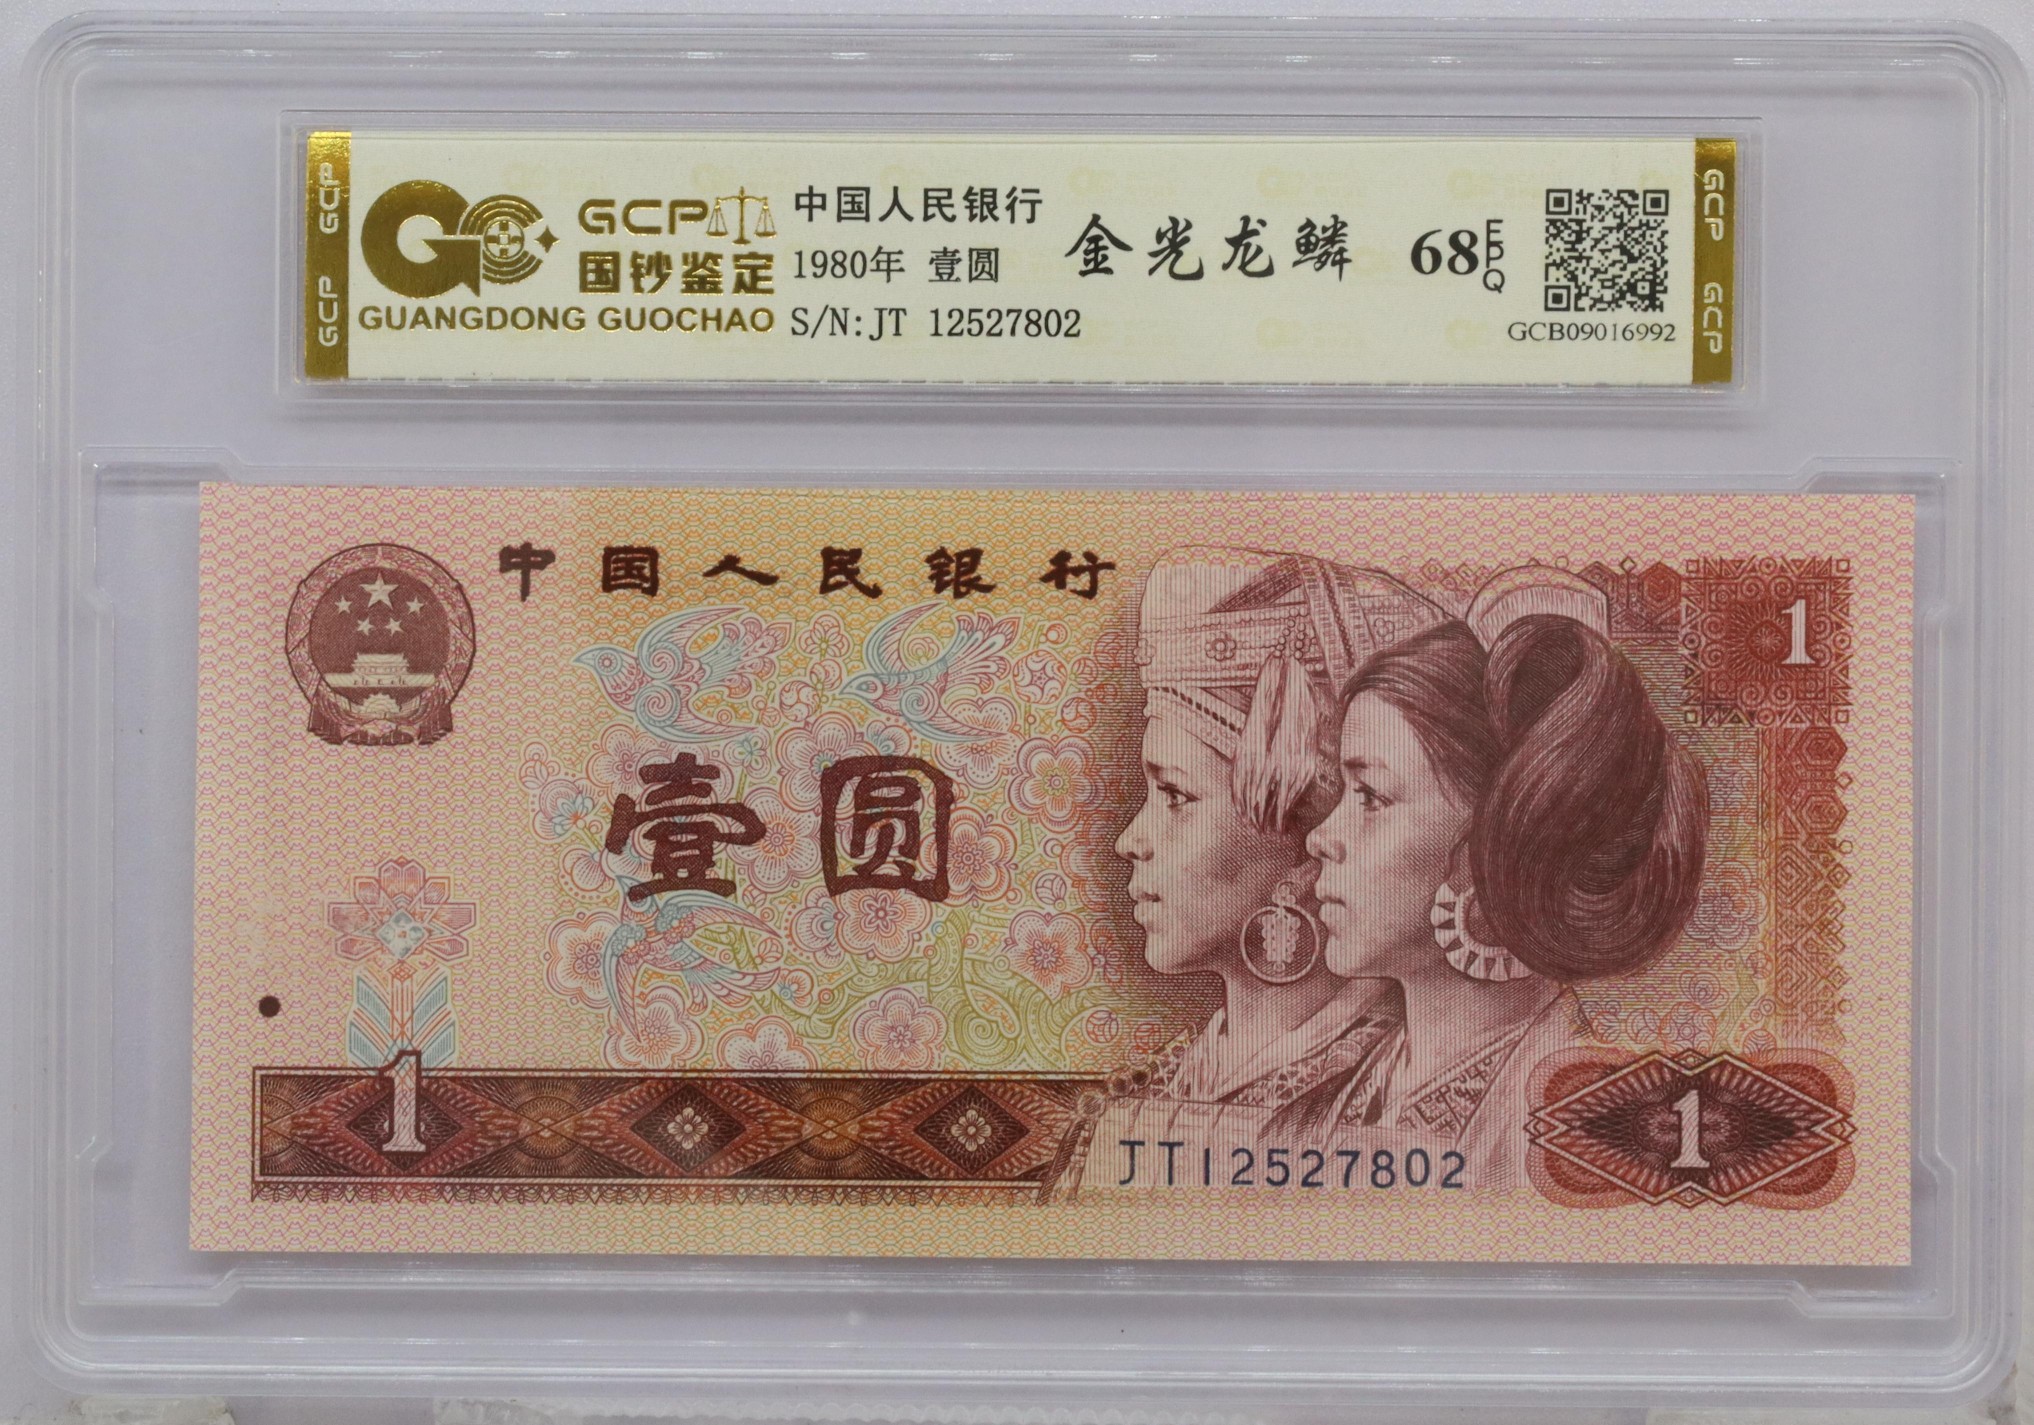 GCP
GCP
GCP
国钞鉴定
GUANGDONG GUOCHAO
中国人民银行
1980年 壹圆
S/N:JT 12527802
金光龙鳞
68 EPQ
GCB09016992
GCP
GCP
中国人民银行
1
壹圆
1
JT12527802
1